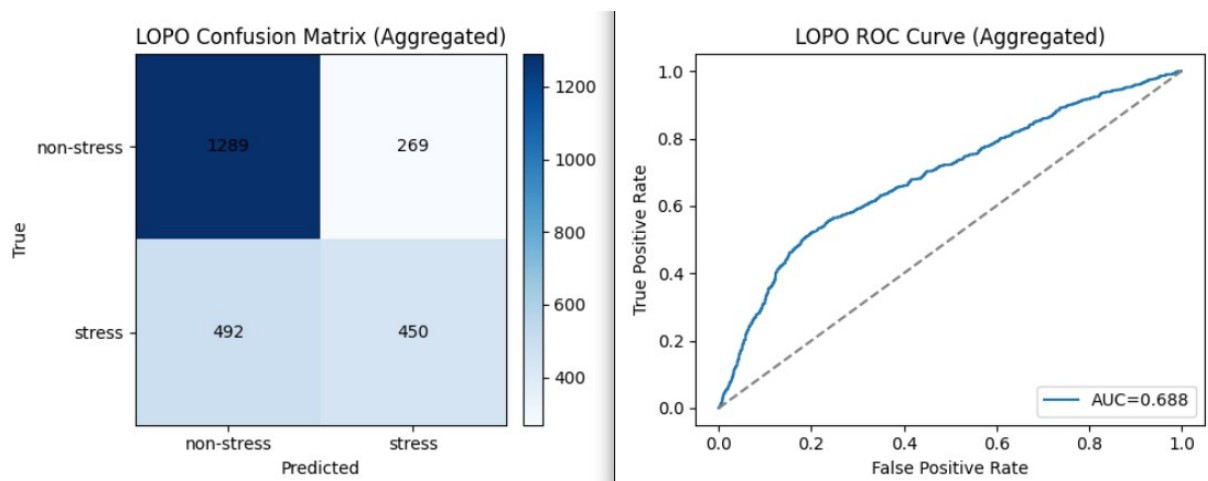 LOPO Confusion Matrix (Aggregated)
True
non-stress
stress
1289
269
492
450
non-stress
stress
Predicted
1200
1000
800
600
400
LOPO ROC Curve (Aggregated)
True Positive Rate
1.0
0.8
0.6
0.4
0.2
0.0
0.0
0.2
0.4
0.6
0.8
1.0
False Positive Rate
AUC=0.688